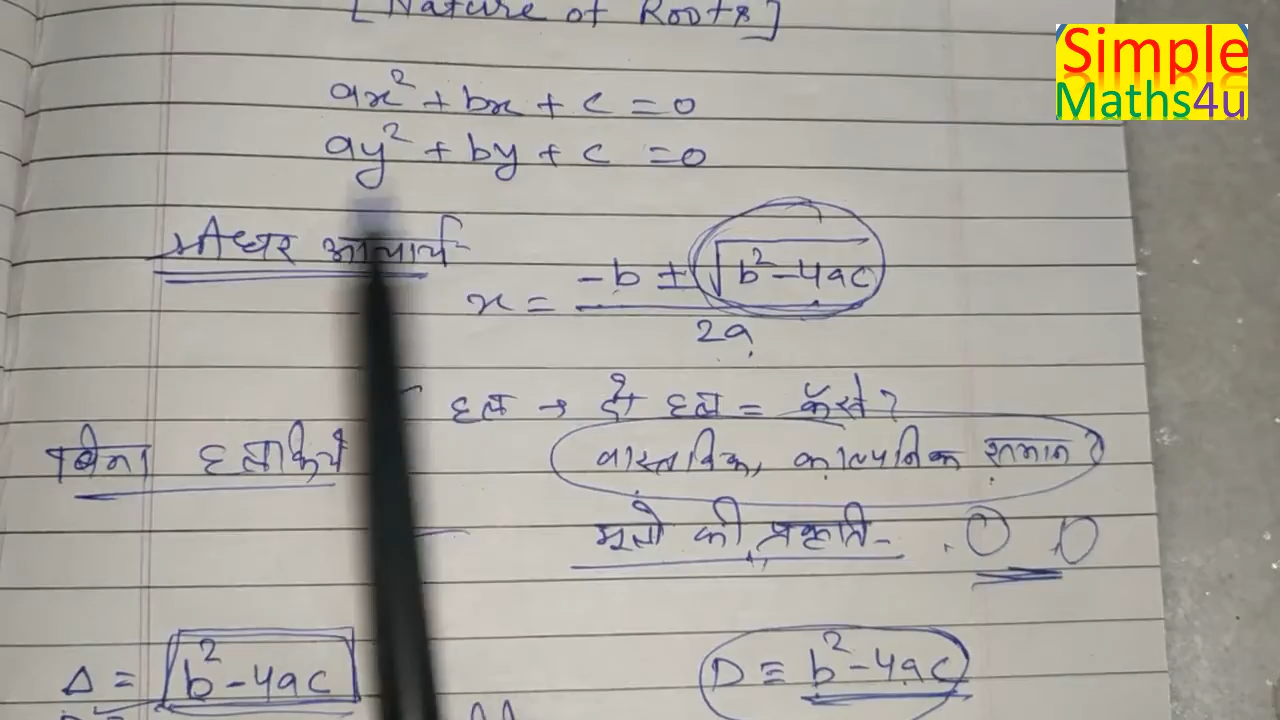 [Nature of Roots]
Simple
Maths4u
ax² + bx + c = 0
ay² + by + c = 0
श्रीधर आचार्य-
x = (-b ± √(b²-4ac)) / 2a
हल → दो हल = कैसे?
बिना हल किये
वास्तविक, काल्पनिक समान?
मूलो की प्रकृति-
Δ = b²-4ac
D = b²-4ac